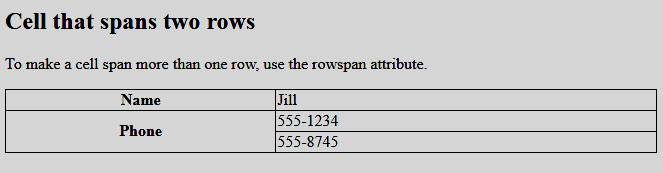 Cell that spans two rows
To make a cell span more than one row, use the rowspan attribute.
Name Jill
Phone 555-1234
555-8745